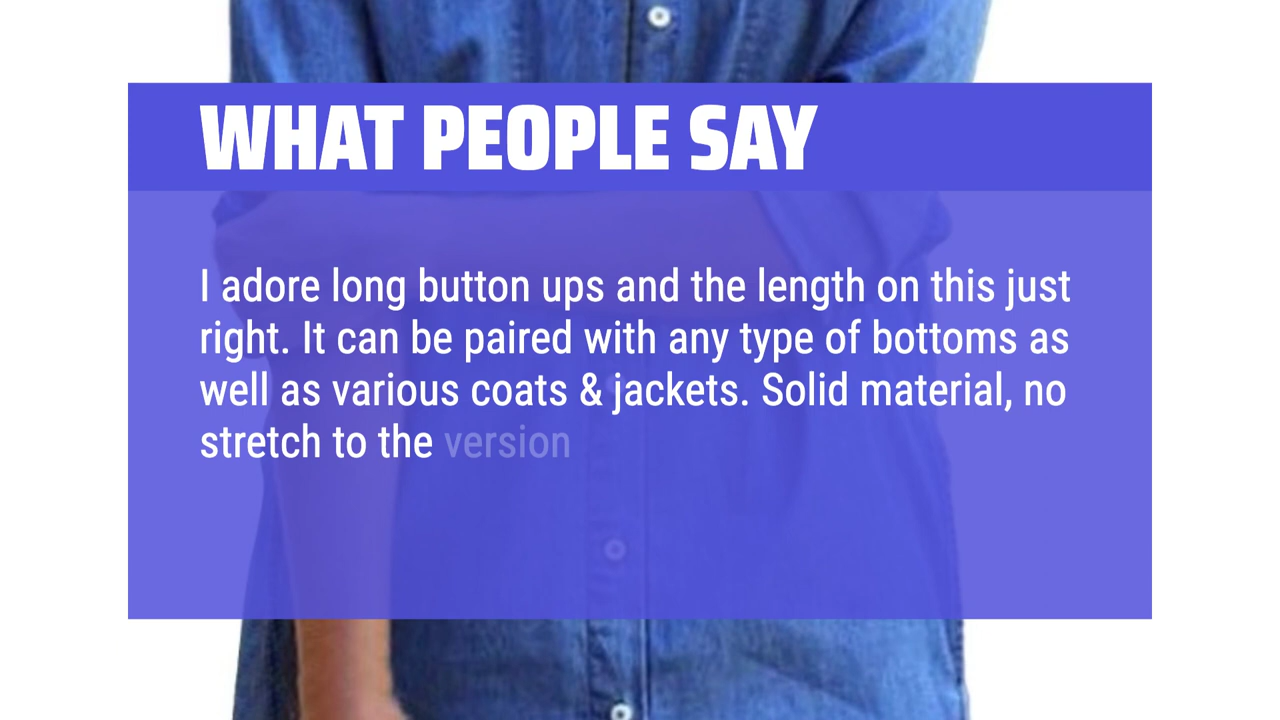 WHAT PEOPLE SAY
I adore long button ups and the length on this just
right. It can be paired with any type of bottoms as
well as various coats & jackets. Solid material, no
stretch to the version